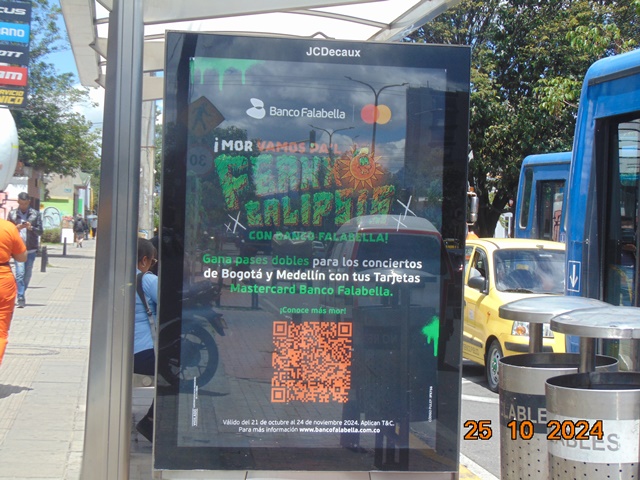 JCDecaux
Banco Falabella
¡MOR VAMOS PA'L
FERXXO
CALIPSIS
CON BANCO FALABELLA!
Gana pases dobles para los conciertos
de Bogotá y Medellín con tus Tarjetas
Mastercard Banco Falabella.
¡Conoce más mor!
Válido del 21 de octubre al 24 de noviembre 2024. Aplican T&C.
Para más información www.bancofalabella.com.co
25 10 2024